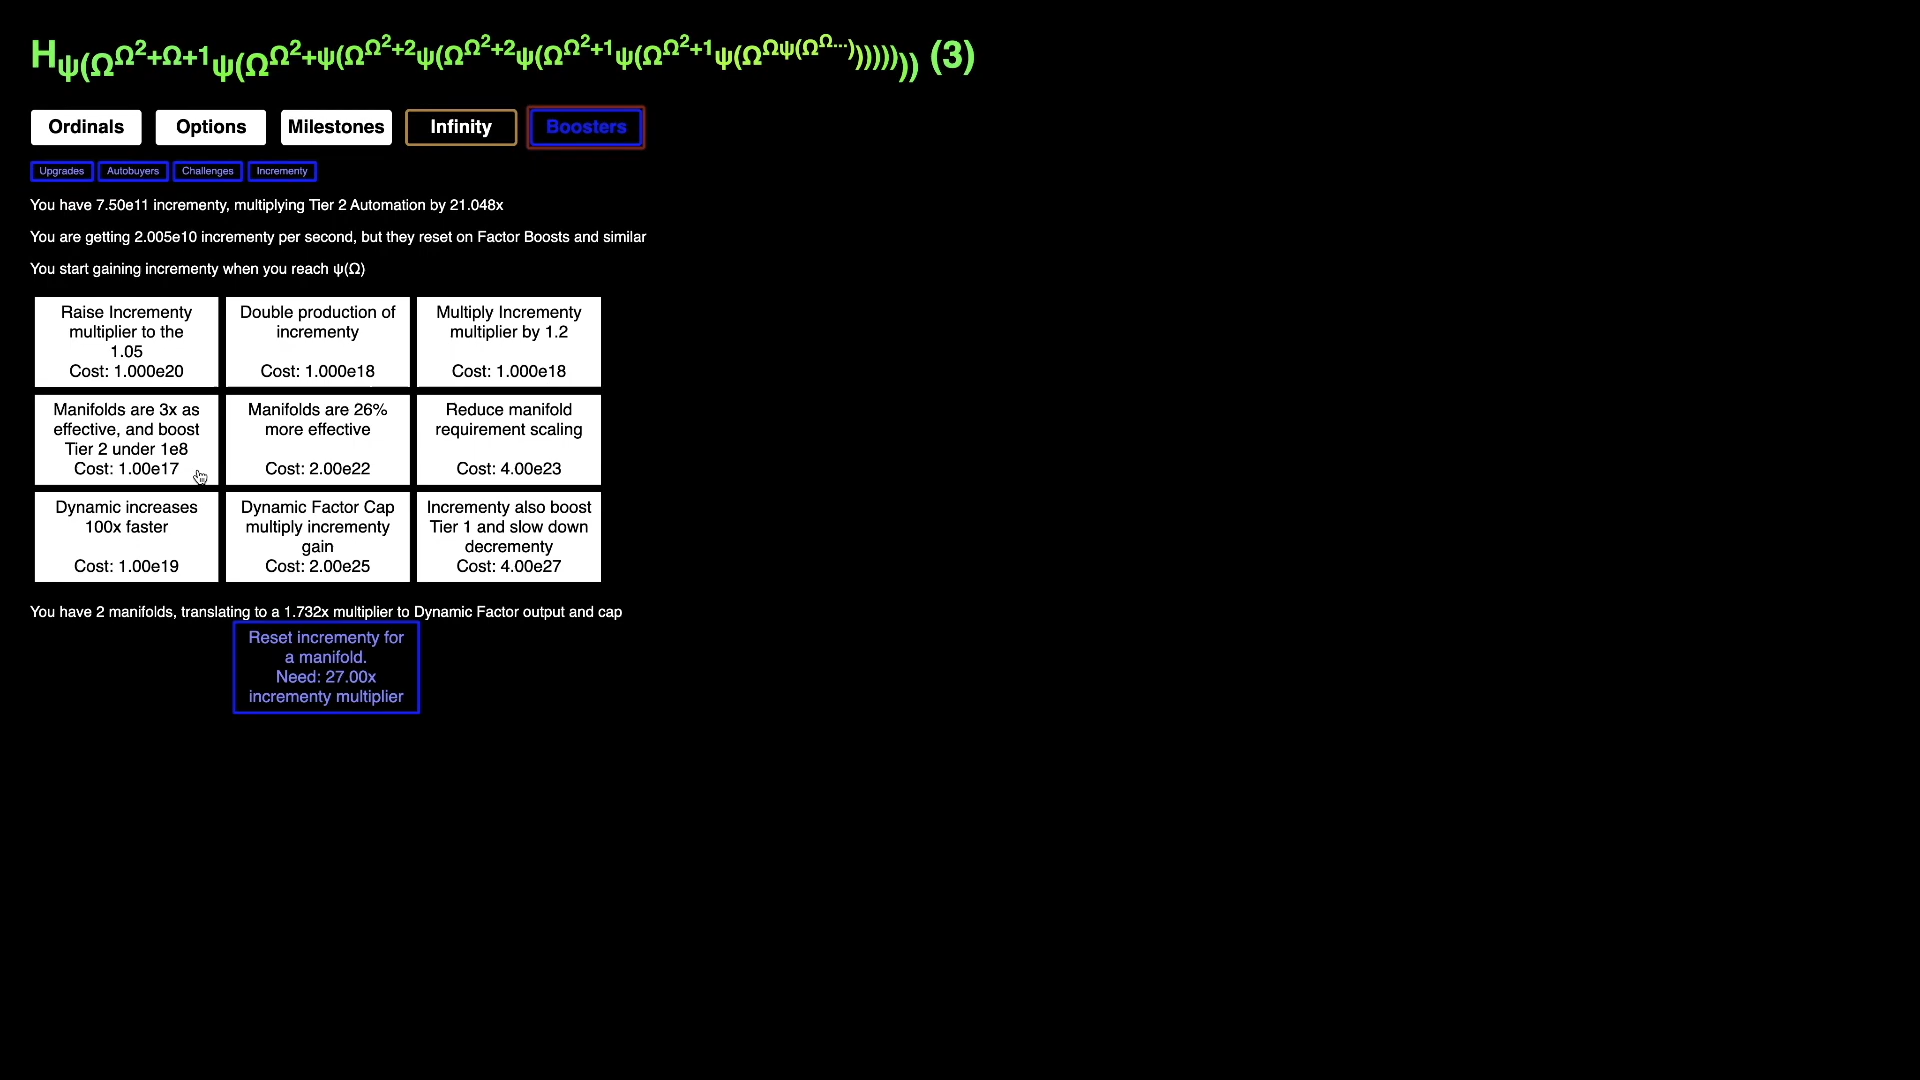 Hψ(Ω^Ω^2+Ω+1ψ(Ω^Ω^2+ψ(Ω^Ω^2+2ψ(Ω^Ω^2+2ψ(Ω^Ω^2+1ψ(Ω^Ω^2+1ψ(Ω^Ωψ(Ω^Ω...)))))))) (3)
Ordinals Options Milestones Infinity Boosters
Upgrades Autobuyers Challenges Incrementy
You have 7.50e11 incrementy, multiplying Tier 2 Automation by 21.048x
You are getting 2.005e10 incrementy per second, but they reset on Factor Boosts and similar
You start gaining incrementy when you reach ψ(Ω)
Raise Incrementy
multiplier to the
1.05
Cost: 1.000e20
Double production of
incrementy
Cost: 1.000e18
Multiply Incrementy
multiplier by 1.2
Cost: 1.000e18
Manifolds are 3x as
effective, and boost
Tier 2 under 1e8
Cost: 1.00e17
Manifolds are 26%
more effective
Cost: 2.00e22
Reduce manifold
requirement scaling
Cost: 4.00e23
Dynamic increases
100x faster
Cost: 1.00e19
Dynamic Factor Cap
multiply incrementy
gain
Cost: 2.00e25
Incrementy also boost
Tier 1 and slow down
decrementy
Cost: 4.00e27
You have 2 manifolds, translating to a 1.732x multiplier to Dynamic Factor output and cap
Reset incrementy for
a manifold.
Need: 27.00x
incrementy multiplier